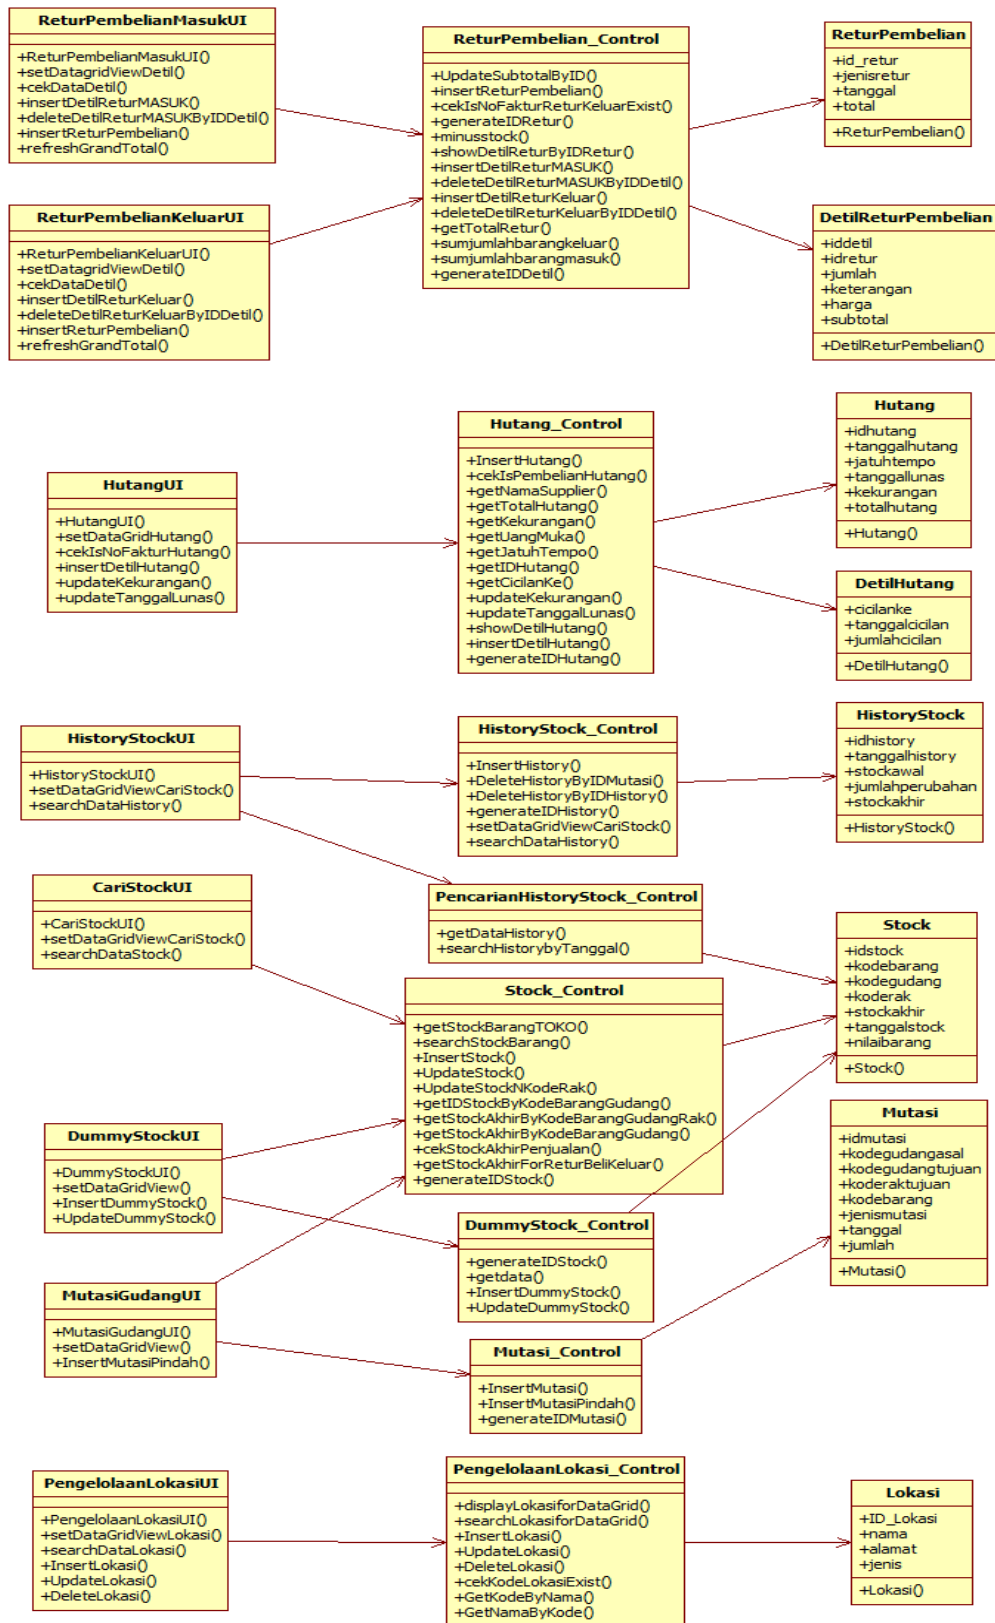 ReturPembelianMasukUI
+ReturPembelianMasukUI()
+setDatagridViewDetil()
+cekDataDetil()
+insertDetilReturMASUK()
+deleteDetilReturMASUKByIDDetil()
+insertReturPembelian()
+refreshGrandTotal()
ReturPembelian_Control
+UpdateSubtotalByID()
+insertReturPembelian()
+cekIsNoFakturReturKeluarExist()
+generateIDRetur()
+minusstock()
+showDetilReturByIDRetur()
+insertDetilReturMASUK()
+deleteDetilReturMASUKByIDDetil()
+insertDetilReturKeluar()
+deleteDetilReturKeluarByIDDetil()
+getTotalRetur()
+sumjumlahbarangkeluar()
+sumjumlahbarangmasuk()
+generateIDDetil()
ReturPembelian
+id_retur
+jenisretur
+tanggal
+total
+ReturPembelian()
ReturPembelianKeluarUI
+ReturPembelianKeluarUI()
+setDatagridViewDetil()
+cekDataDetil()
+insertDetilReturKeluar()
+deleteDetilReturKeluarByIDDetil()
+insertReturPembelian()
+refreshGrandTotal()
DetilReturPembelian
+iddetil
+idretur
+jumlah
+keterangan
+harga
+subtotal
+DetilReturPembelian()
HutangUI
+HutangUI()
+setDataGridHutang()
+cekIsNoFakturHutang()
+insertDetilHutang()
+updateKekurangan()
+updateTanggalLunas()
Hutang_Control
+InsertHutang()
+cekIsPembelianHutang()
+getNamaSupplier()
+getTotalHutang()
+getKekurangan()
+getUangMuka()
+getJatuhTempo()
+getIDHutang()
+getCicilanKe()
+updateKekurangan()
+updateTanggalLunas()
+showDetilHutang()
+insertDetilHutang()
+generateIDHutang()
Hutang
+idhutang
+tanggalhutang
+jatuhtempo
+tanggallunas
+kekurangan
+totalhutang
+Hutang()
DetilHutang
+cicilanke
+tanggalcicilan
+jumlahcicilan
+DetilHutang()
HistoryStockUI
+HistoryStockUI()
+setDataGridViewCariStock()
+searchDataHistory()
HistoryStock_Control
+InsertHistory()
+DeleteHistoryByIDMutasi()
+DeleteHistoryByIDHistory()
+generateIDHistory()
+setDataGridViewCariStock()
+searchDataHistory()
HistoryStock
+idhistory
+tanggalhistory
+stockawal
+jumlahperubahan
+stockakhir
+HistoryStock()
CariStockUI
+CariStockUI()
+setDataGridViewCariStock()
+searchDataStock()
PencarianHistoryStock_Control
+getDataHistory()
+searchHistorybyTanggal()
Stock
+idstock
+kodebarang
+kodegudang
+koderak
+stockakhir
+tanggalstock
+nilaibarang
+Stock()
Stock_Control
+getStockBarangTOKO()
+searchStockBarang()
+InsertStock()
+UpdateStock()
+UpdateStockNKodeRak()
+getIDStockByKodeBarangGudang()
+getStockAkhirByKodeBarangGudangRak()
+getStockAkhirByKodeBarangGudang()
+cekStockAkhirPenjualan()
+getStockAkhirForReturBeliKeluar()
+generateIDStock()
DummyStockUI
+DummyStockUI()
+setDataGridView()
+InsertDummyStock()
+UpdateDummyStock()
Mutasi
+idmutasi
+kodegudangasal
+kodegudangtujuan
+koderaktujuan
+kodebarang
+jenismutasi
+tanggal
+jumlah
+Mutasi()
DummyStock_Control
+generateIDStock()
+getdata()
+InsertDummyStock()
+UpdateDummyStock()
MutasiGudangUI
+MutasiGudangUI()
+setDataGridView()
+InsertMutasiPindah()
Mutasi_Control
+InsertMutasi()
+InsertMutasiPindah()
+generateIDMutasi()
PengelolaanLokasiUI
+PengelolaanLokasiUI()
+setDataGridViewLokasi()
+searchDataLokasi()
+InsertLokasi()
+UpdateLokasi()
+DeleteLokasi()
PengelolaanLokasi_Control
+displayLokasiforDataGrid()
+searchLokasiforDataGrid()
+InsertLokasi()
+UpdateLokasi()
+DeleteLokasi()
+cekKodeLokasiExist()
+GetKodeByNama()
+GetNamaByKode()
Lokasi
+ID_Lokasi
+nama
+alamat
+jenis
+Lokasi()